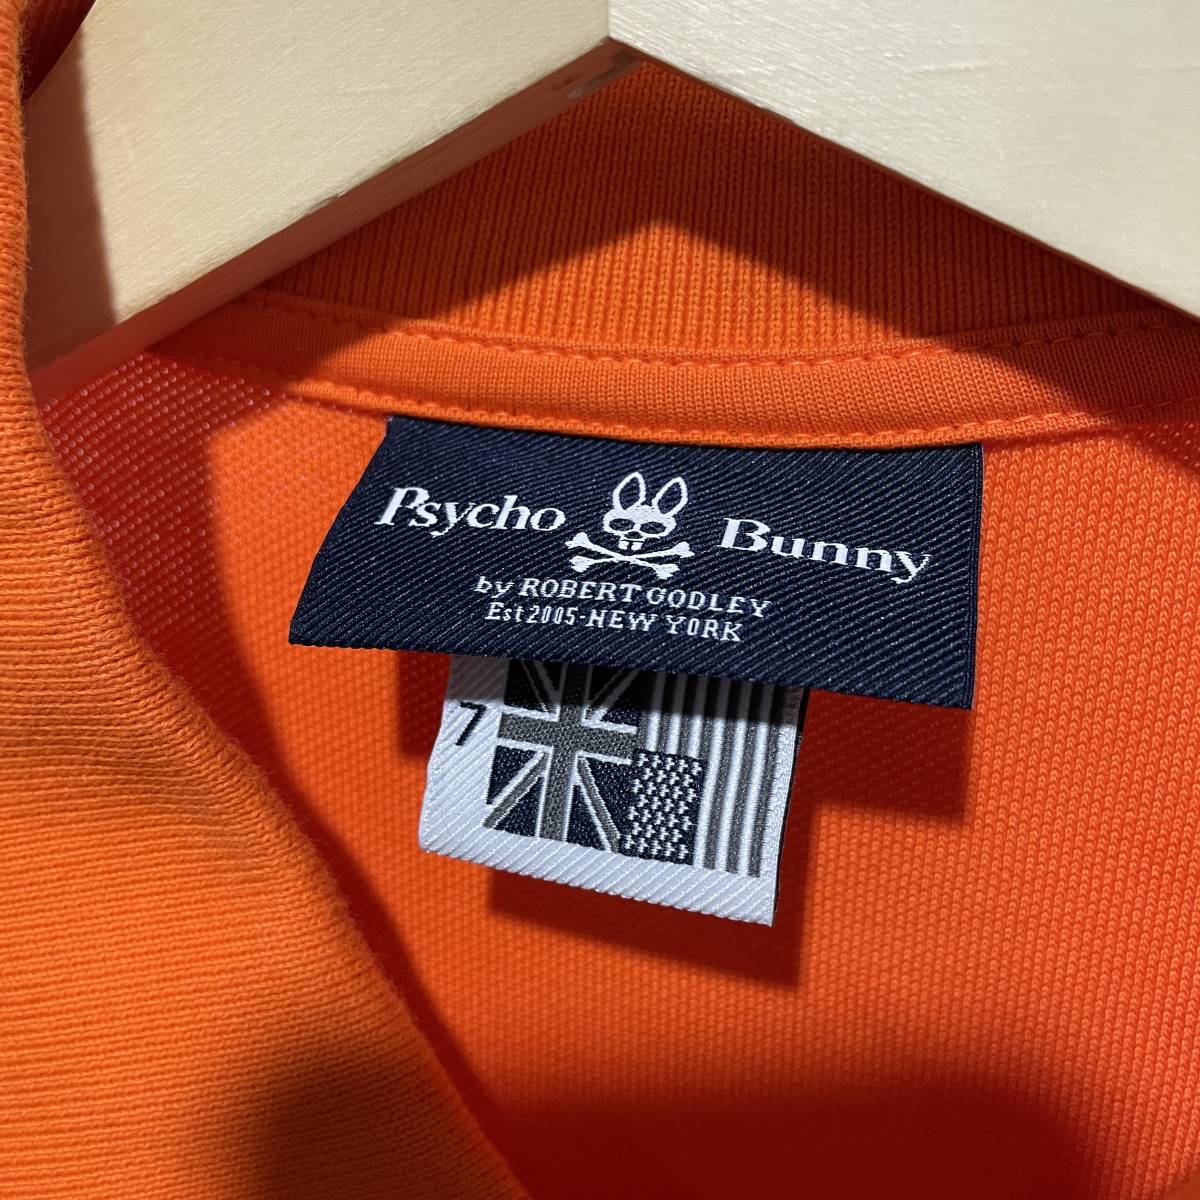 Psycho Bunny
by ROBERT GODLEY
Est 2005-NEW YORK
7